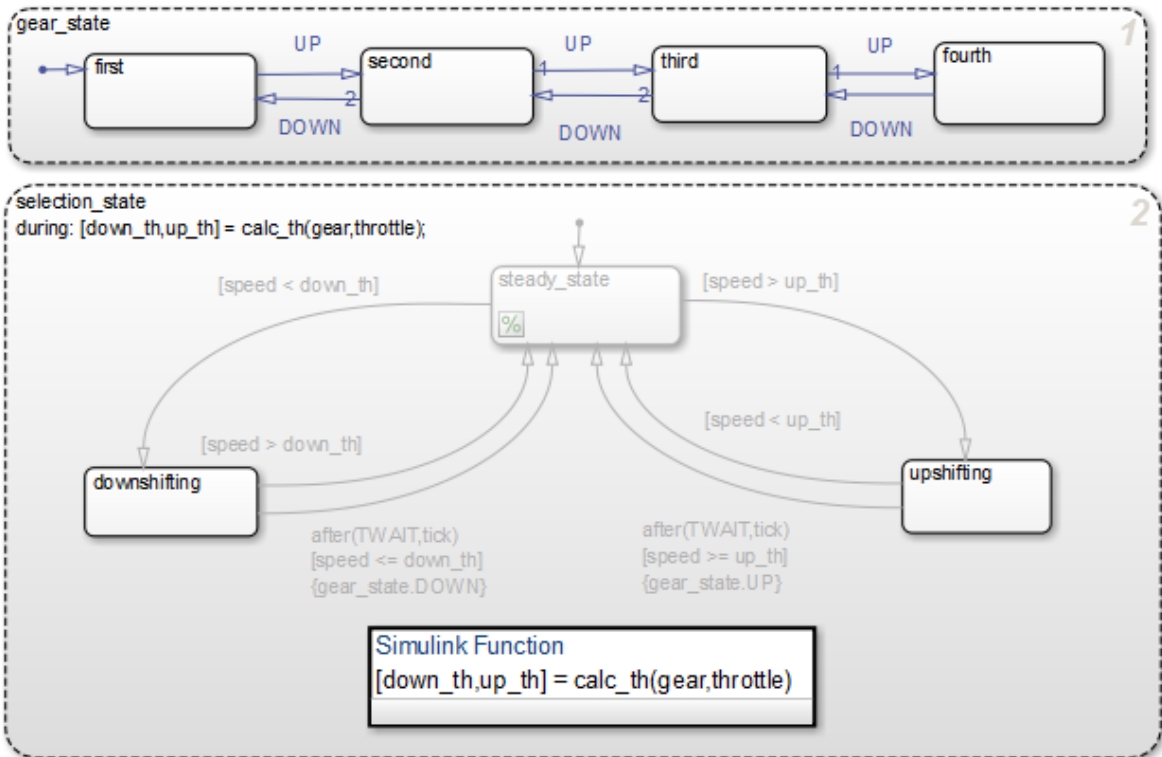 gear_state
1
UP
UP
UP
first
second
third
fourth
1
1
2
2
DOWN
DOWN
DOWN
selection_state
2
during: [down_th,up_th] = calc_th(gear,throttle);
steady_state
%
[speed < down_th]
[speed > up_th]
[speed > down_th]
[speed < up_th]
downshifting
upshifting
after(TWAIT,tick)
[speed <= down_th]
{gear_state.DOWN}
after(TWAIT,tick)
[speed >= up_th]
{gear_state.UP}
Simulink Function
[down_th,up_th] = calc_th(gear,throttle)